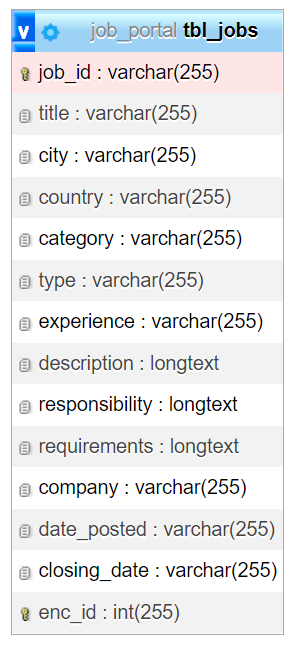 v job_portal tbl_jobs
job_id : varchar(255)
title : varchar(255)
city : varchar(255)
country : varchar(255)
category : varchar(255)
type : varchar(255)
experience : varchar(255)
description : longtext
responsibility : longtext
requirements : longtext
company : varchar(255)
date_posted : varchar(255)
closing_date : varchar(255)
enc_id : int(255)